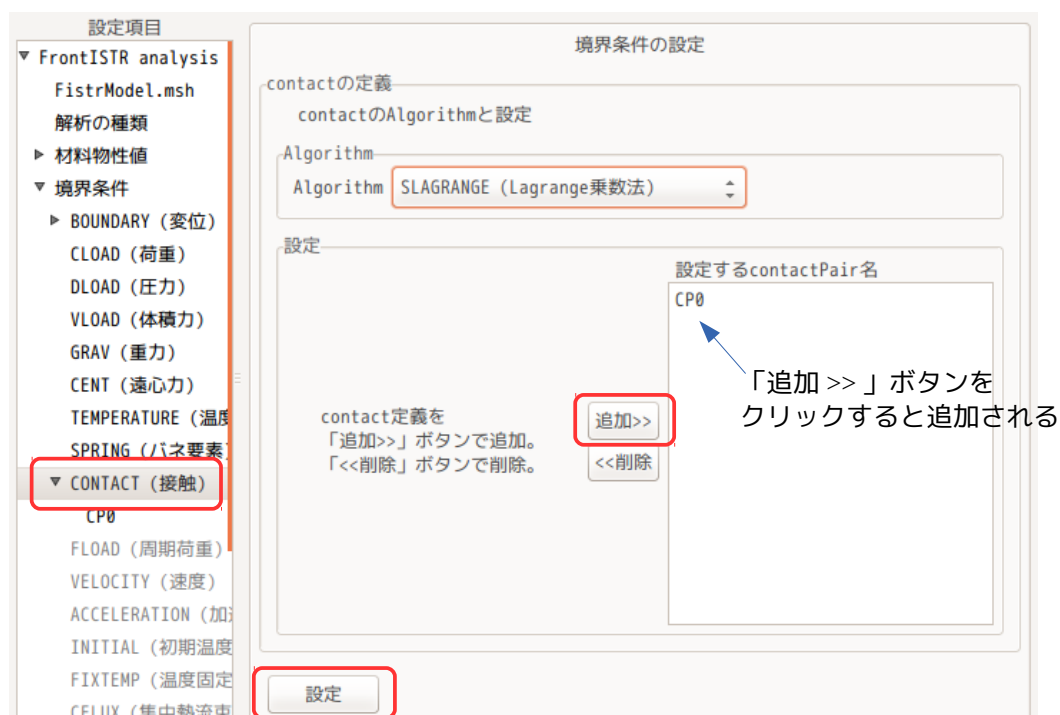 設定項目
FrontISTR analysis
FistrModel.msh
解析の種類
材料物性値
境界条件
BOUNDARY (変位)
CLOAD (荷重)
DLOAD (圧力)
VLOAD (体積力)
GRAV (重力)
CENT (遠心力)
TEMPERATURE (温度
SPRING (バネ要素)
CONTACT (接触)
CP0
FLOAD (周期荷重)
VELOCITY (速度)
ACCELERATION (加速
INITIAL (初期温度
FIXTEMP (温度固定
CFLUX (集中熱流束
境界条件の設定
contactの定義
contactのAlgorithmと設定
Algorithm
Algorithm SLAGRANGE (Lagrange乗数法)
設定
設定するcontactPair名
CP0
「追加 >> 」ボタンを
クリックすると追加される
contact定義を
「追加>>」ボタンで追加。
「<<削除」ボタンで削除。
追加>>
<<削除
設定